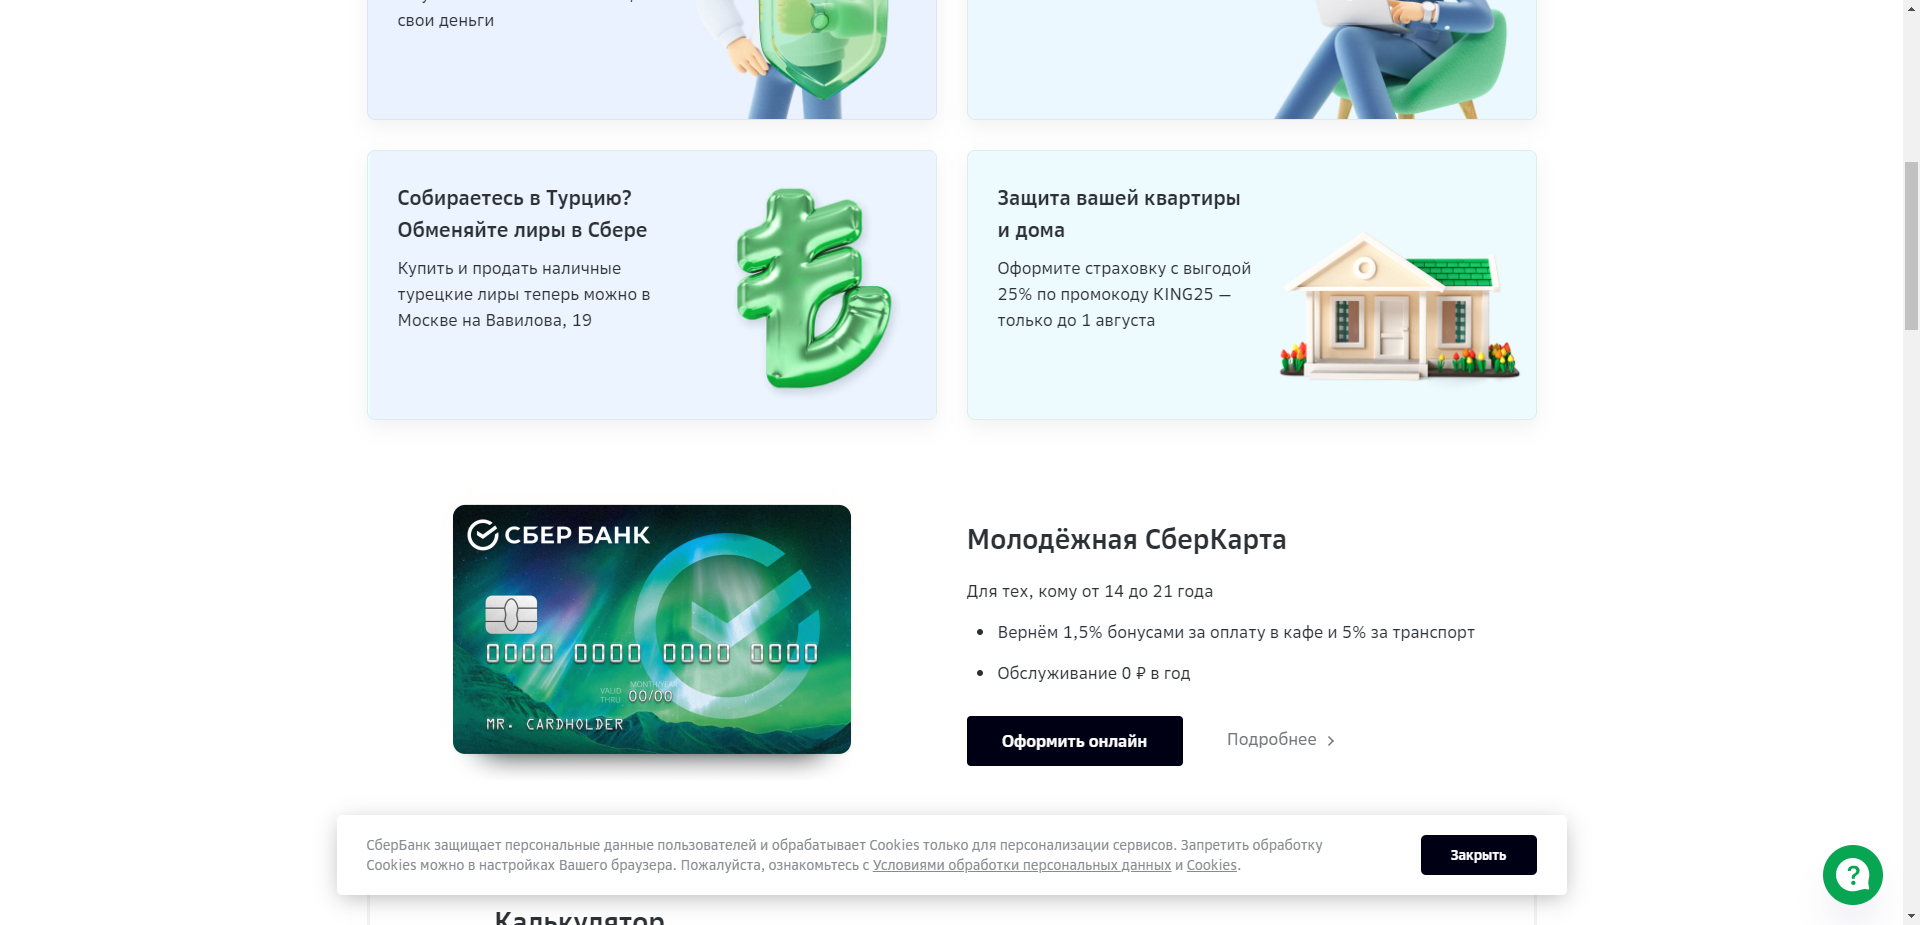 свои деньги
Собираетесь в Турцию?
Обменяйте лиры в Сбере
Купить и продать наличные
турецкие лиры теперь можно в
Москве на Вавилова, 19
Защита вашей квартиры
и дома
Оформите страховку с выгодой
25% по промокоду KING25 —
только до 1 августа
СБЕР БАНК
0000 0000 0000 0000
MONTH/YEAR
VALID
THRU
00/00
MR. CARDHOLDER
Молодёжная СберКарта
Для тех, кому от 14 до 21 года
• Вернём 1,5% бонусами за оплату в кафе и 5% за транспорт
• Обслуживание 0 ₽ в год
Оформить онлайн
Подробнее
СберБанк защищает персональные данные пользователей и обрабатывает Cookies только для персонализации сервисов. Запретить обработку
Cookies можно в настройках Вашего браузера. Пожалуйста, ознакомьтесь с Условиями обработки персональных данных и Cookies.
Закрыть
Калькулятор